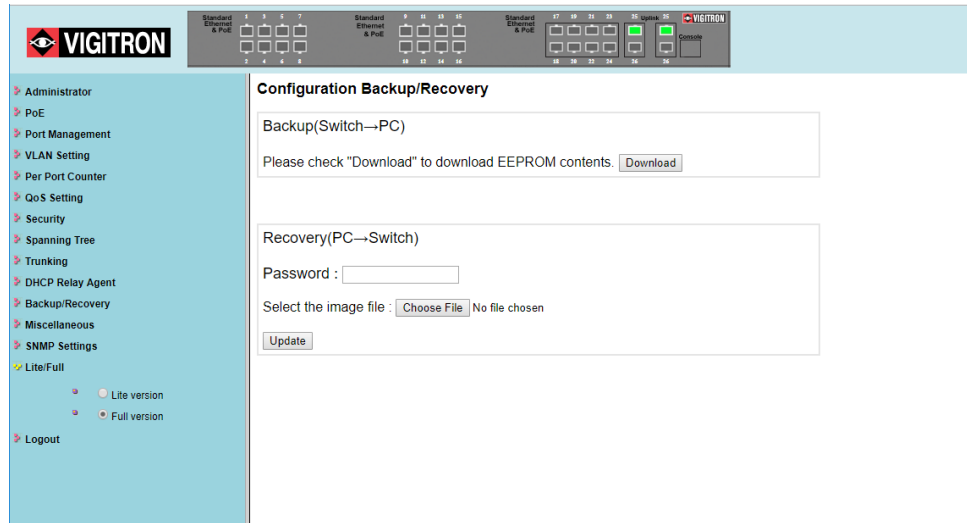 VIGITRON
Standard Ethernet & PoE
1 3 5 7
2 4 6 8
Standard Ethernet & PoE
9 11 13 15
10 12 14 16
Standard Ethernet & PoE
17 19 21 23
18 20 22 24
25 Uplink 26
25 26
VIGITRON
Console
Administrator
PoE
Port Management
VLAN Setting
Per Port Counter
QoS Setting
Security
Spanning Tree
Trunking
DHCP Relay Agent
Backup/Recovery
Miscellaneous
SNMP Settings
Lite/Full
Lite version
Full version
Logout
Configuration Backup/Recovery
Backup(Switch→PC)
Please check "Download" to download EEPROM contents. Download
Recovery(PC→Switch)
Password :
Select the image file : Choose File No file chosen
Update